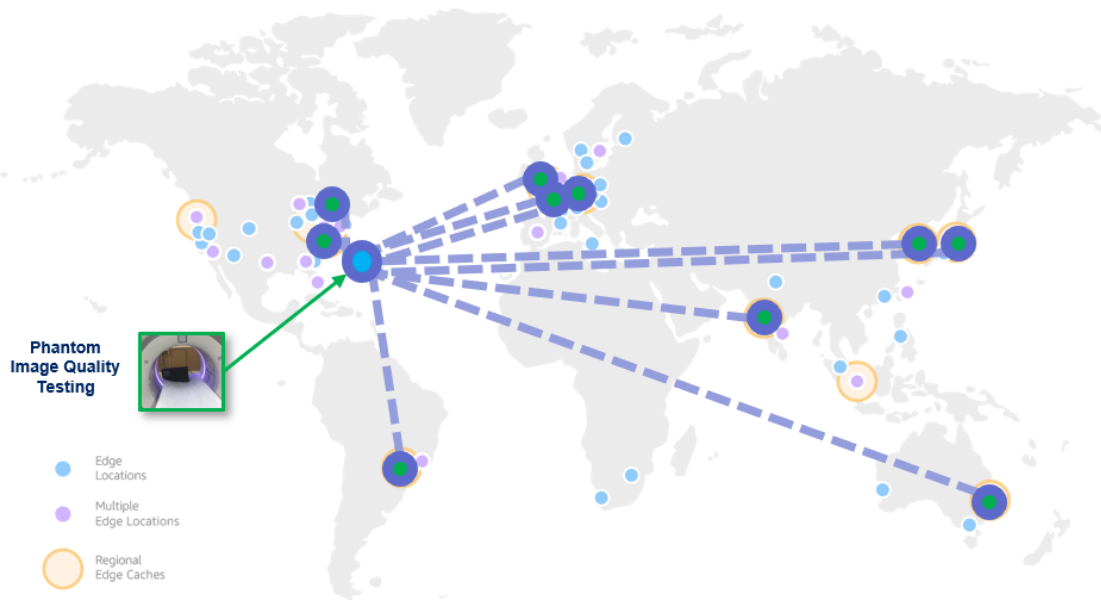 Phantom
Image Quality
Testing
Edge
Locations
Multiple
Edge Locations
Regional
Edge Caches